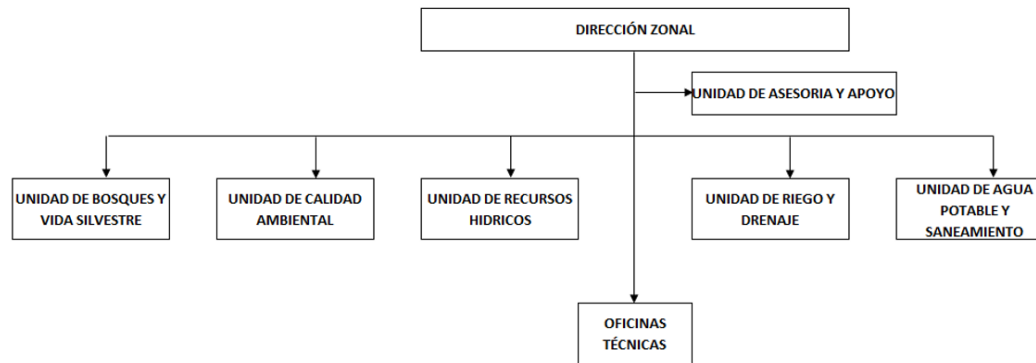 DIRECCIÓN ZONAL
UNIDAD DE ASESORIA Y APOYO
UNIDAD DE BOSQUES Y
VIDA SILVESTRE
UNIDAD DE CALIDAD
AMBIENTAL
UNIDAD DE RECURSOS
HIDRICOS
UNIDAD DE RIEGO Y
DRENAJE
UNIDAD DE AGUA
POTABLE Y
SANEAMIENTO
OFICINAS
TÉCNICAS